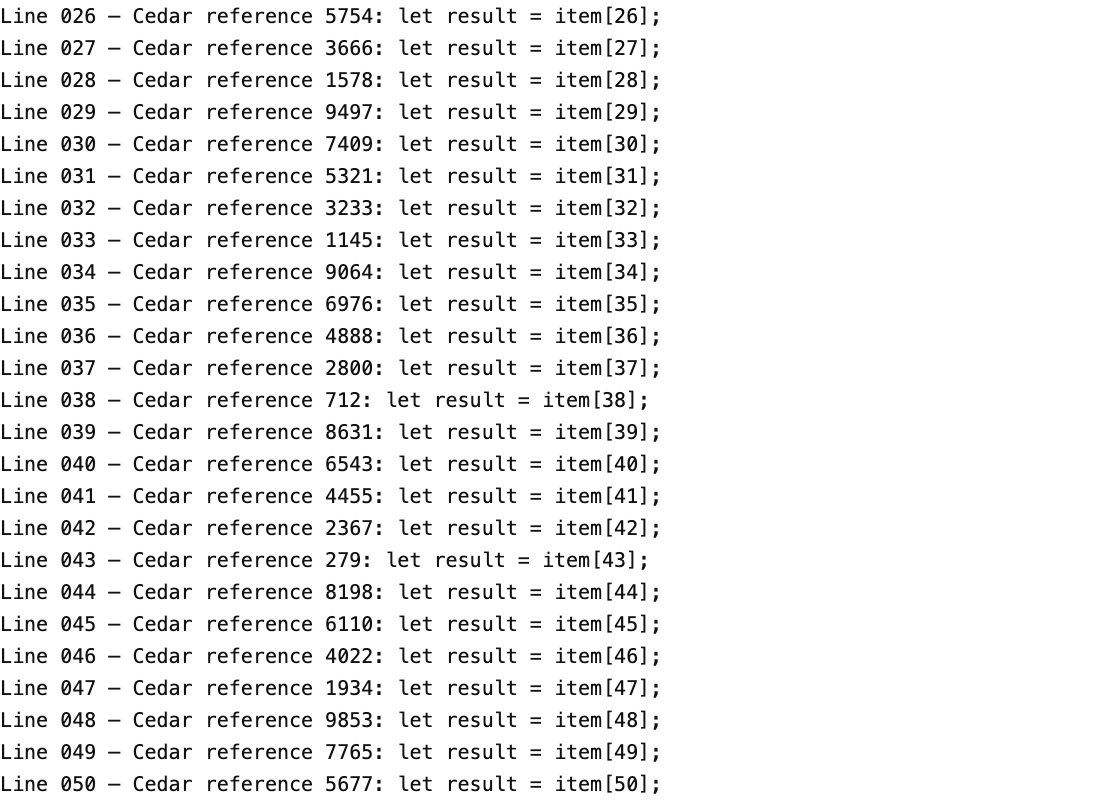 Line 026 – Cedar reference 5754: let result = item[26];
Line 027 – Cedar reference 3666: let result = item[27];
Line 028 – Cedar reference 1578: let result = item[28];
Line 029 – Cedar reference 9497: let result = item[29];
Line 030 – Cedar reference 7409: let result = item[30];
Line 031 – Cedar reference 5321: let result = item[31];
Line 032 – Cedar reference 3233: let result = item[32];
Line 033 – Cedar reference 1145: let result = item[33];
Line 034 – Cedar reference 9064: let result = item[34];
Line 035 – Cedar reference 6976: let result = item[35];
Line 036 – Cedar reference 4888: let result = item[36];
Line 037 – Cedar reference 2800: let result = item[37];
Line 038 – Cedar reference 712: let result = item[38];
Line 039 – Cedar reference 8631: let result = item[39];
Line 040 – Cedar reference 6543: let result = item[40];
Line 041 – Cedar reference 4455: let result = item[41];
Line 042 – Cedar reference 2367: let result = item[42];
Line 043 – Cedar reference 279: let result = item[43];
Line 044 – Cedar reference 8198: let result = item[44];
Line 045 – Cedar reference 6110: let result = item[45];
Line 046 – Cedar reference 4022: let result = item[46];
Line 047 – Cedar reference 1934: let result = item[47];
Line 048 – Cedar reference 9853: let result = item[48];
Line 049 – Cedar reference 7765: let result = item[49];
Line 050 – Cedar reference 5677: let result = item[50];